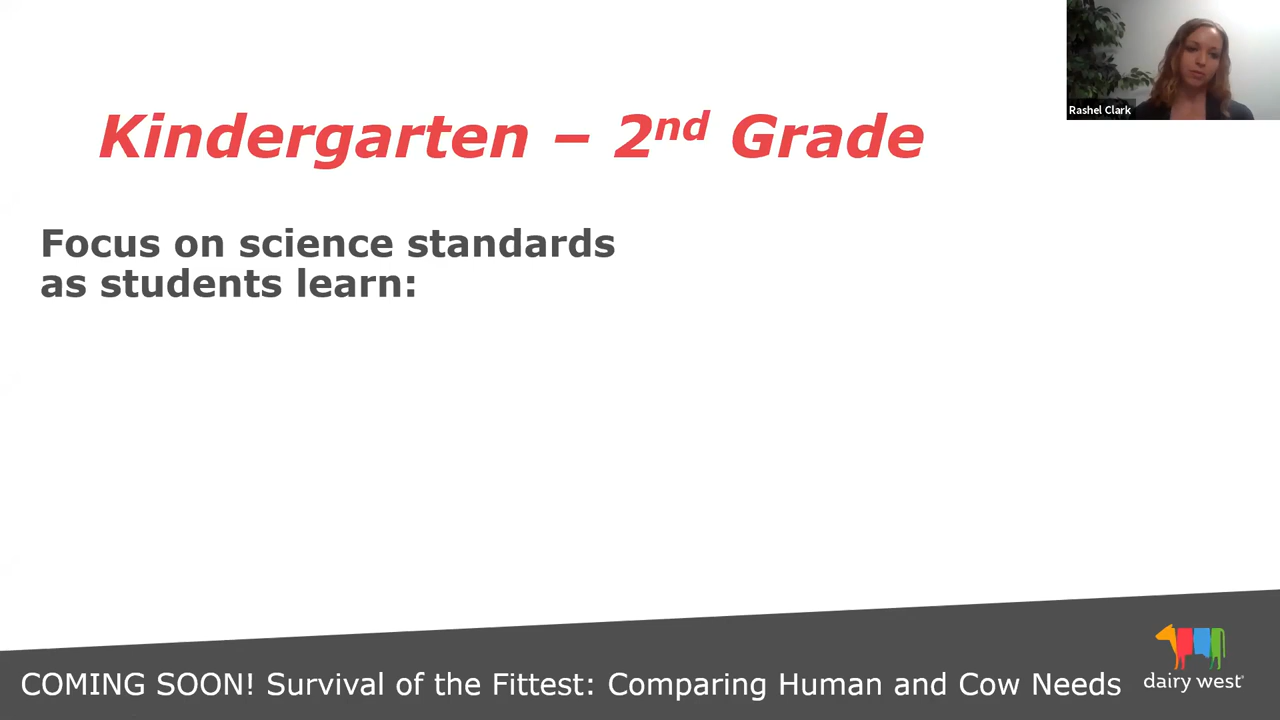 Rashel Clark
Kindergarten – 2nd Grade
Focus on science standards
as students learn:
COMING SOON! Survival of the Fittest: Comparing Human and Cow Needs
dairy west